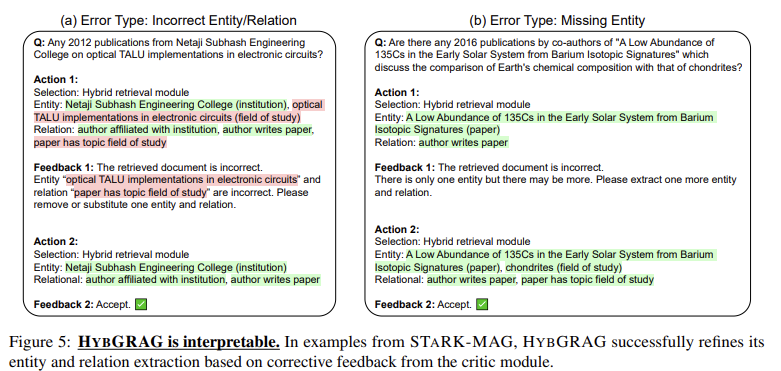 (a) Error Type: Incorrect Entity/Relation
Q: Any 2012 publications from Netaji Subhash Engineering
College on optical TALU implementations in electronic circuits?
Action 1:
Selection: Hybrid retrieval module
Entity: Netaji Subhash Engineering College (institution), optical
TALU implementations in electronic circuits (field of study)
Relation: author affiliated with institution, author writes paper,
paper has topic field of study
Feedback 1: The retrieved document is incorrect.
Entity “optical TALU implementations in electronic circuits” and
relation “paper has topic field of study” are incorrect. Please
remove or substitute one entity and relation.
Action 2:
Selection: Hybrid retrieval module
Entity: Netaji Subhash Engineering College (institution)
Relational: author affiliated with institution, author writes paper
Feedback 2: Accept. ✅
(b) Error Type: Missing Entity
Q: Are there any 2016 publications by co-authors of "A Low Abundance of
135Cs in the Early Solar System from Barium Isotopic Signatures" which
discuss the comparison of Earth's chemical composition with that of chondrites?
Action 1:
Selection: Hybrid retrieval module
Entity: A Low Abundance of 135Cs in the Early Solar System from Barium
Isotopic Signatures (paper)
Relation: author writes paper
Feedback 1: The retrieved document is incorrect.
There is only one entity but there may be more. Please extract one more entity
and relation.
Action 2:
Selection: Hybrid retrieval module
Entity: A Low Abundance of 135Cs in the Early Solar System from Barium
Isotopic Signatures (paper), chondrites (field of study)
Relational: author writes paper, paper has topic field of study
Feedback 2: Accept. ✅
Figure 5: HYBGRAG is interpretable. In examples from STARK-MAG, HYBGRAG successfully refines its
entity and relation extraction based on corrective feedback from the critic module.